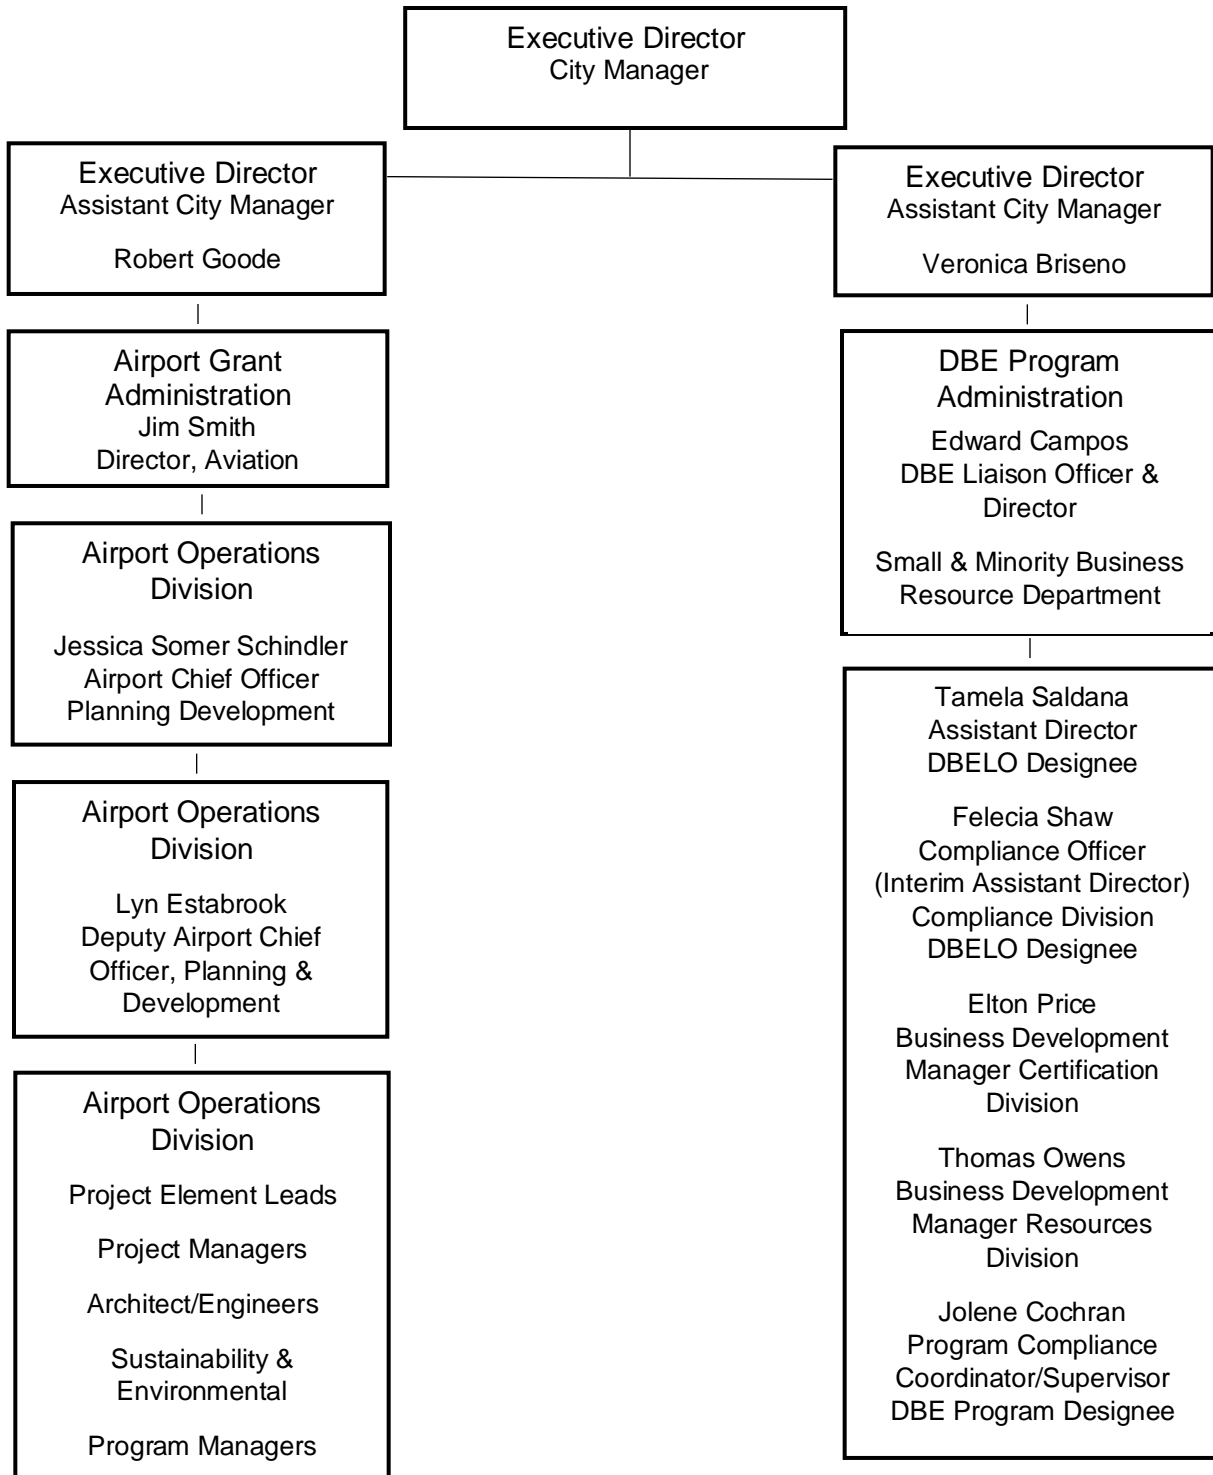 Executive Director
City Manager
Executive Director
Assistant City Manager
Robert Goode
Airport Grant
Administration
Jim Smith
Director, Aviation
Airport Operations
Division
Jessica Somer Schindler
Airport Chief Officer
Planning Development
Airport Operations
Division
Lyn Estabrook
Deputy Airport Chief
Officer, Planning &
Development
Airport Operations
Division
Project Element Leads
Project Managers
Architect/Engineers
Sustainability &
Environmental
Program Managers
Executive Director
Assistant City Manager
Veronica Briseno
DBE Program
Administration
Edward Campos
DBE Liaison Officer &
Director
Small & Minority Business
Resource Department
Tamela Saldana
Assistant Director
DBELO Designee
Felecia Shaw
Compliance Officer
(Interim Assistant Director)
Compliance Division
DBELO Designee
Elton Price
Business Development
Manager Certification
Division
Thomas Owens
Business Development
Manager Resources
Division
Jolene Cochran
Program Compliance
Coordinator/Supervisor
DBE Program Designee